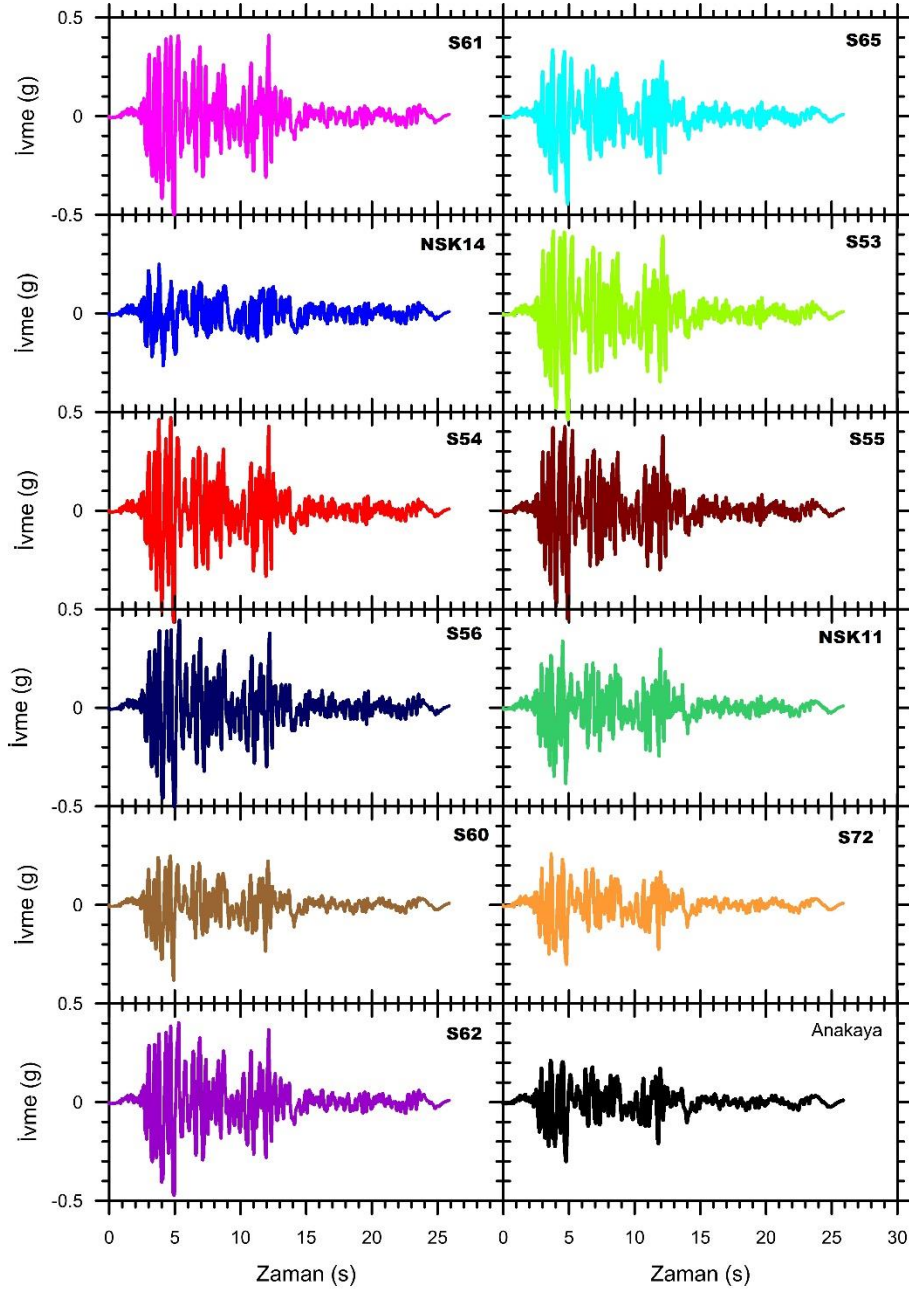 0.5
S61
S65
İvme (g)
0
-0.5
NSK14
S53
İvme (g)
0
0.5
S54
S55
İvme (g)
0
0.5
S56
NSK11
İvme (g)
0
-0.5
S60
S72
İvme (g)
0
0.5
S62
Anakaya
İvme (g)
0
-0.5
0 5 10 15 20 25 0 5 10 15 20 25 30
Zaman (s) Zaman (s)